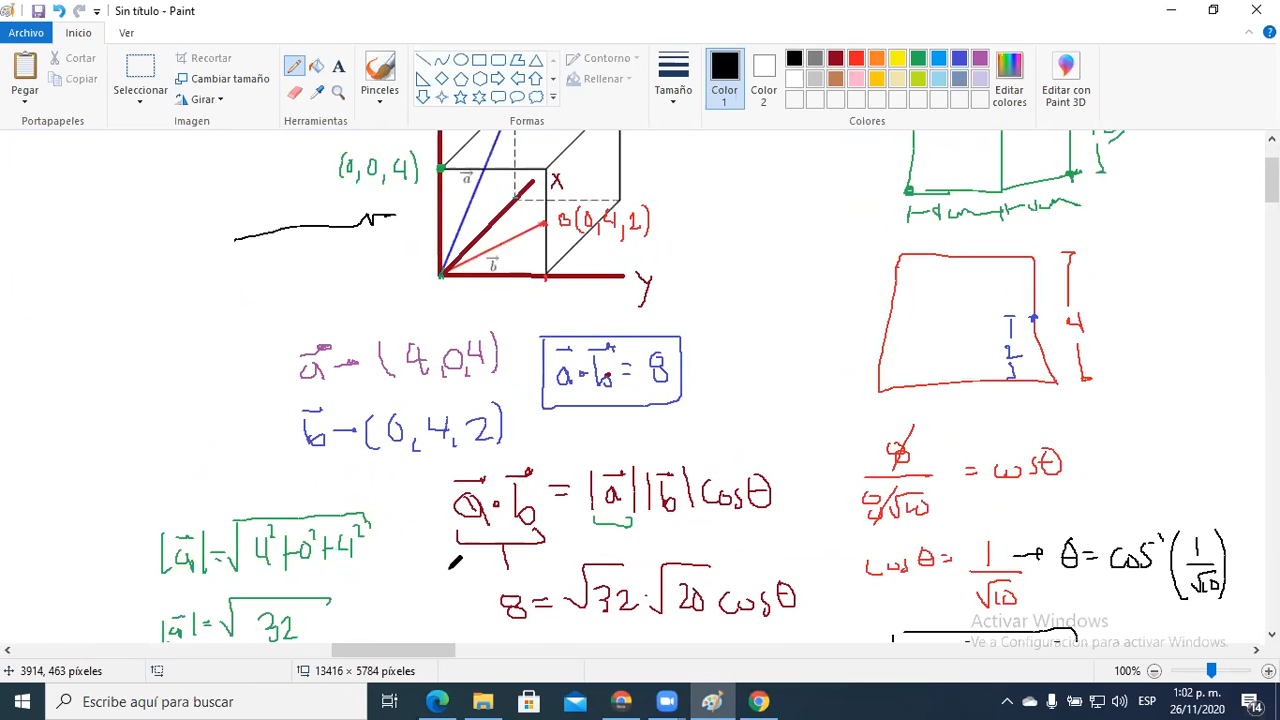 Sin título - Paint
Archivo Inicio Ver
Pegar
Cortar
Copiar
Portapapeles
Seleccionar
Recortar
Cambiar tamaño
Girar
Imagen
Herramientas
Pinceles
Contorno
Rellenar
Formas
Tamaño
Color 1
Color 2
Editar colores
Editar con Paint 3D
Colores
(0,0,4)
a⃗
X
B(0,4,2)
b⃗
Y
a⃗ → (4,0,4)
a⃗·b⃗ = 8
b⃗ → (0,4,2)
4
2
a⃗·b⃗ = |a⃗||b⃗| cosθ
= cosθ
|a⃗| = √4²+0²+4²
cosθ = 1/√10 → θ = cos⁻¹(1/√10)
8 = √32·√20 cosθ
|a⃗| = √32
Activar Windows
Ve a Configuración para activar Windows.
3914, 463 píxeles
13416 × 5784 píxeles
100%
Escribe aquí para buscar
ESP
1:02 p. m.
26/11/2020
14